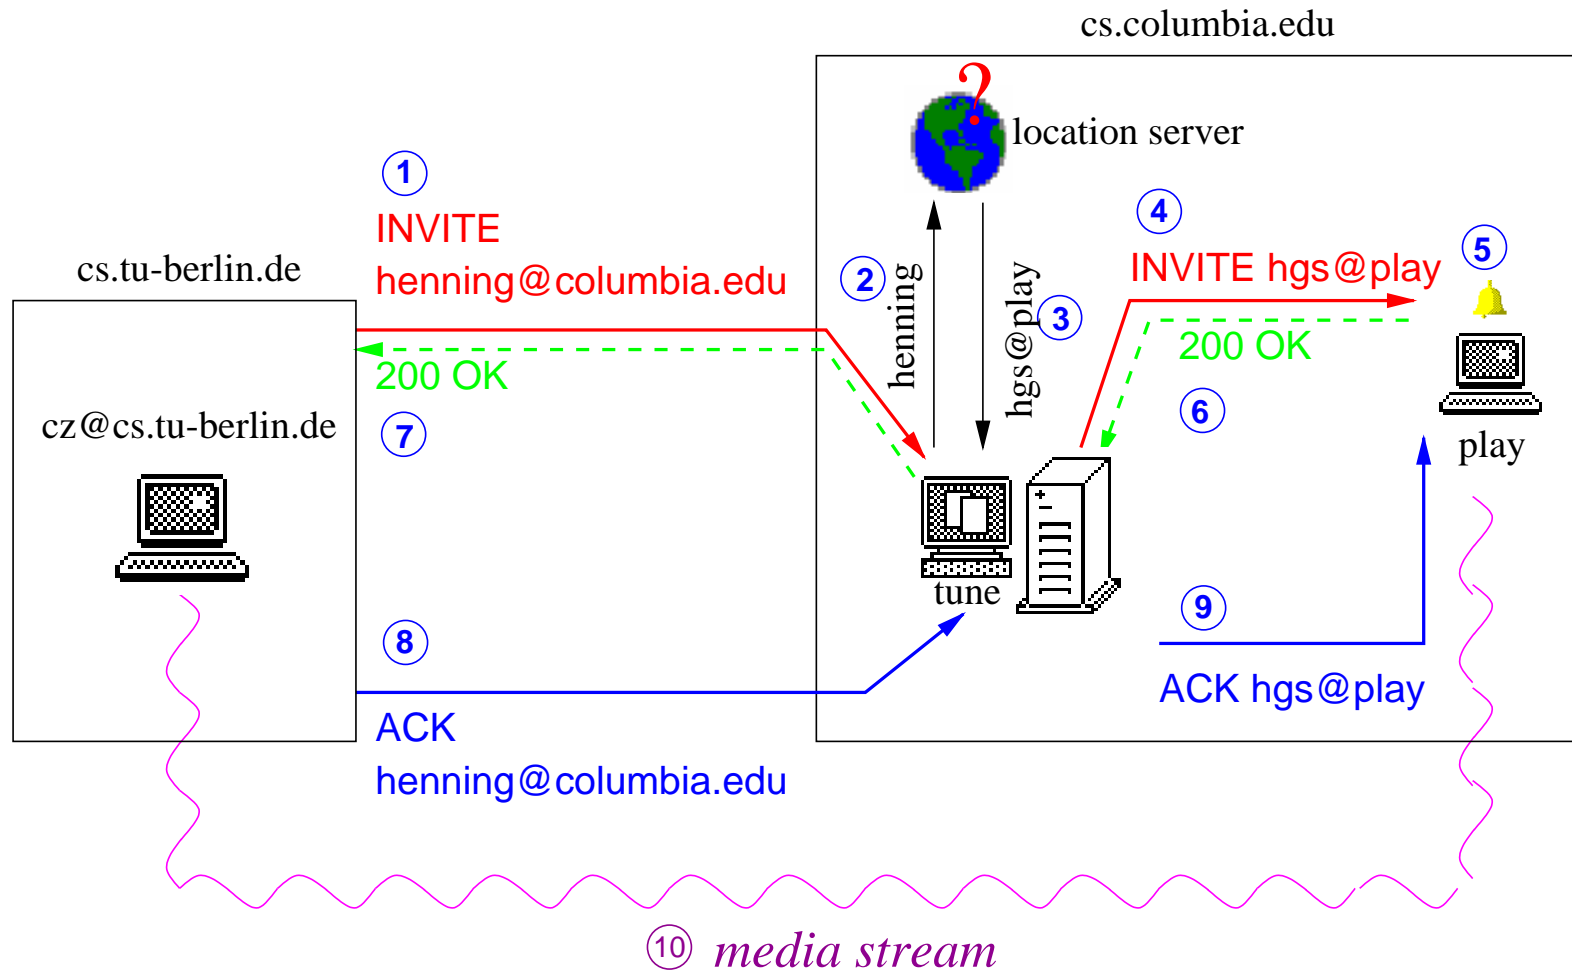 cs.columbia.edu
?
location server
1
INVITE
henning@columbia.edu
cs.tu-berlin.de
200 OK
7
cz@cs.tu-berlin.de
2
henning
hgs@play
3
4
INVITE hgs@play
5
200 OK
6
play
tune
8
ACK
henning@columbia.edu
9
ACK hgs@play
10 media stream